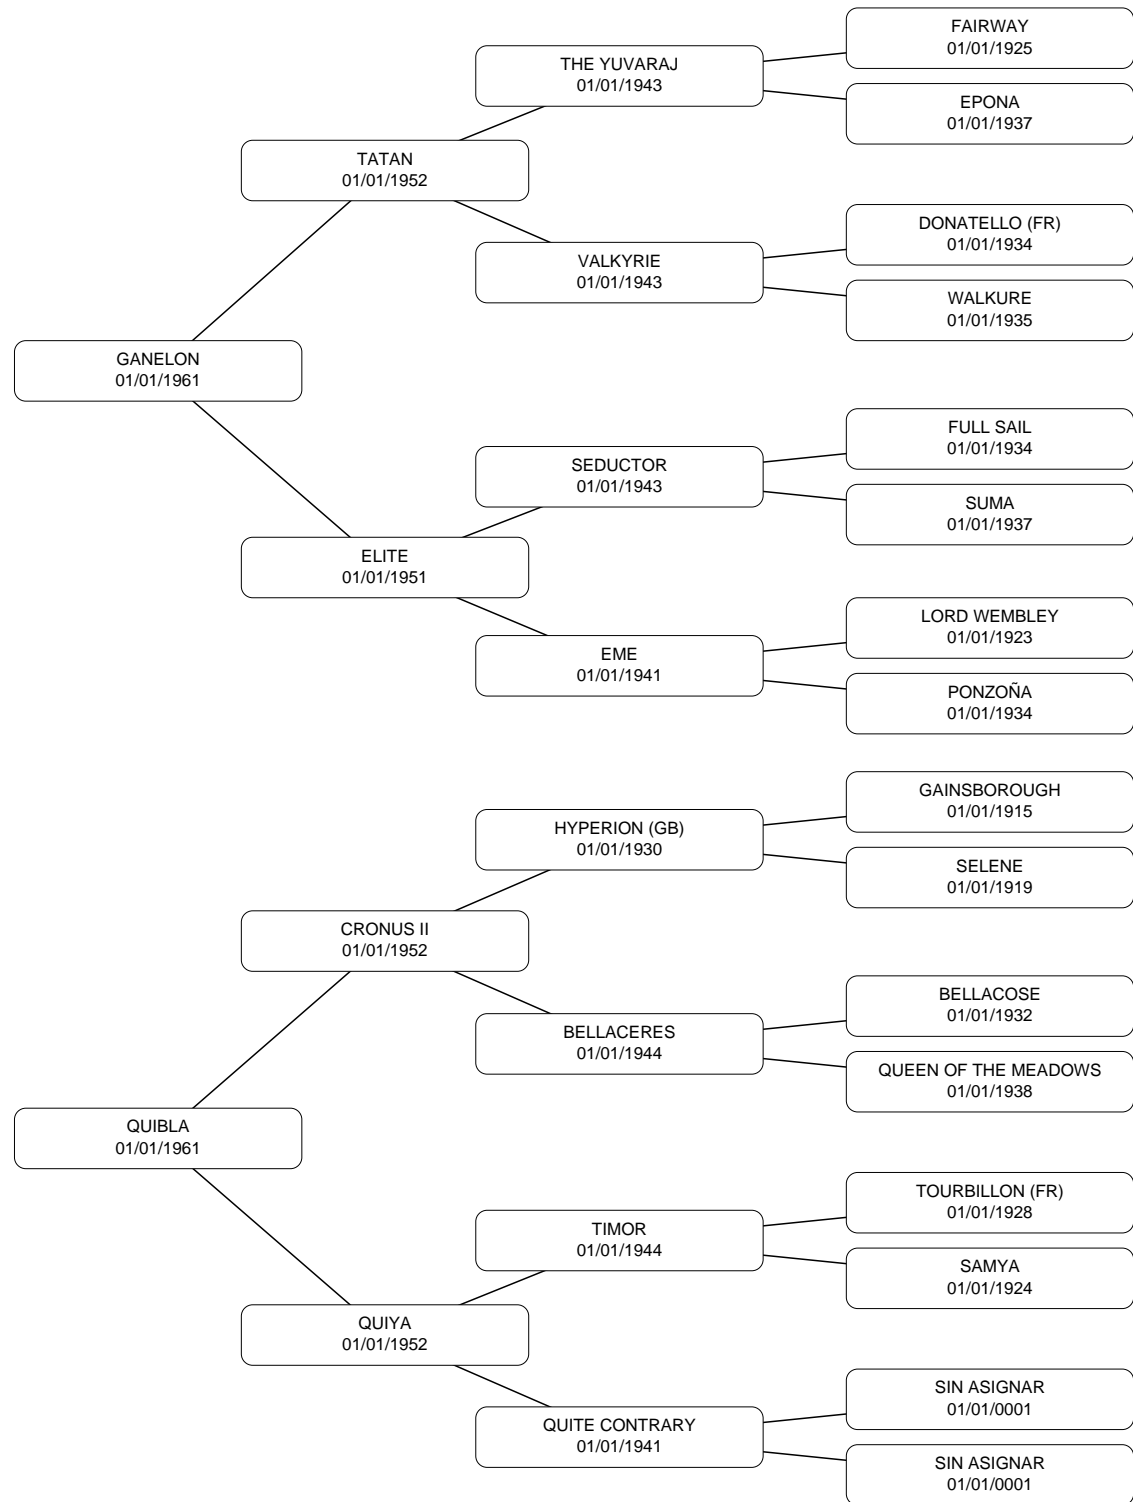 FAIRWAY
01/01/1925
THE YUVARAJ
01/01/1943
EPONA
01/01/1937
TATAN
01/01/1952
DONATELLO (FR)
01/01/1934
VALKYRIE
01/01/1943
WALKURE
01/01/1935
GANELON
01/01/1961
FULL SAIL
01/01/1934
SEDUCTOR
01/01/1943
SUMA
01/01/1937
ELITE
01/01/1951
LORD WEMBLEY
01/01/1923
EME
01/01/1941
PONZOÑA
01/01/1934
GAINSBOROUGH
01/01/1915
HYPERION (GB)
01/01/1930
SELENE
01/01/1919
CRONUS II
01/01/1952
BELLACOSE
01/01/1932
BELLACERES
01/01/1944
QUEEN OF THE MEADOWS
01/01/1938
QUIBLA
01/01/1961
TOURBILLON (FR)
01/01/1928
TIMOR
01/01/1944
SAMYA
01/01/1924
QUIYA
01/01/1952
SIN ASIGNAR
01/01/0001
QUITE CONTRARY
01/01/1941
SIN ASIGNAR
01/01/0001